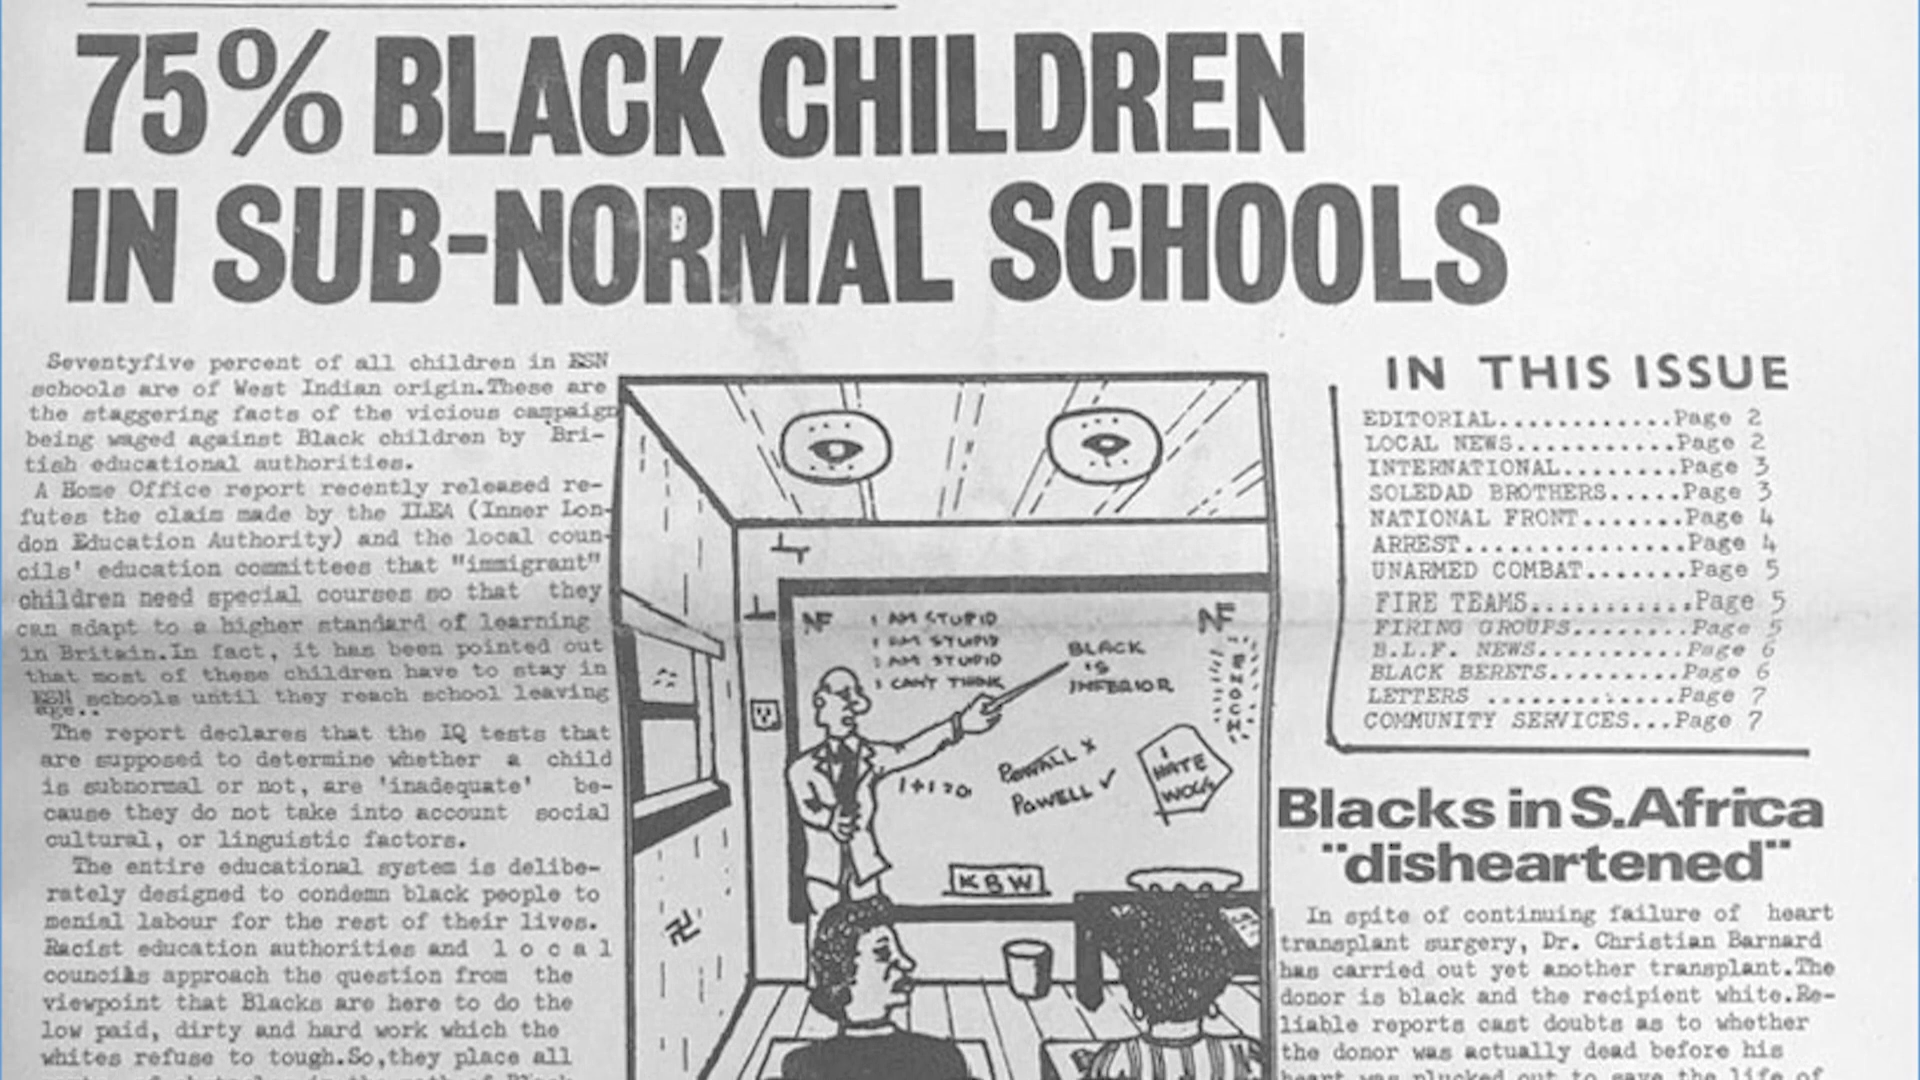 75% BLACK CHILDREN
IN SUB-NORMAL SCHOOLS
Seventyfive percent of all children in ESN
schools are of West Indian origin.These are
the staggering facts of the vicious campaign
being waged against Black children by Bri-
tish educational authorities.
A Home Office report recently released re-
futes the claim made by the ILEA (Inner Lon-
don Education Authority) and the local coun-
cils' education committees that "immigrant"
children need special courses so that they
can adapt to a higher standard of learning
in Britain.In fact, it has been pointed out
that most of these children have to stay in
ESN schools until they reach school leaving
age..
The report declares that the IQ tests that
are supposed to determine whether a child
is subnormal or not, are 'inadequate' be-
cause they do not take into account social
cultural, or linguistic factors.
The entire educational system is delibe-
rately designed to condemn black people to
menial labour for the rest of their lives.
Racist education authorities and l o c a l
councils approach the question from the
viewpoint that Blacks are here to do the
low paid, dirty and hard work which the
whites refuse to tough.So,they place all
NF
I AM STUPID
I AM STUPID
I AM STUPID
I CAN'T THINK
BLACK
IS
INFERIOR
NF
ENOCH
1+1=0
POWALL X
POWELL ✓
I
HATE
WOGS
KBW
IN THIS ISSUE
EDITORIAL............Page 2
LOCAL NEWS...........Page 2
INTERNATIONAL........Page 3
SOLEDAD BROTHERS.....Page 3
NATIONAL FRONT.......Page 4
ARREST...............Page 4
UNARMED COMBAT.......Page 5
FIRE TEAMS...........Page 5
FIRING GROUPS........Page 5
B.L.F. NEWS..........Page 6
BLACK BERETS.........Page 6
LETTERS ..........Page 7
COMMUNITY SERVICES...Page 7
Blacks in S.Africa
"disheartened"
In spite of continuing failure of heart
transplant surgery, Dr. Christian Barnard
has carried out yet another transplant.The
donor is black and the recipient white.Re-
liable reports cast doubts as to whether
the donor was actually dead before his
heart was plucked out to save the life of